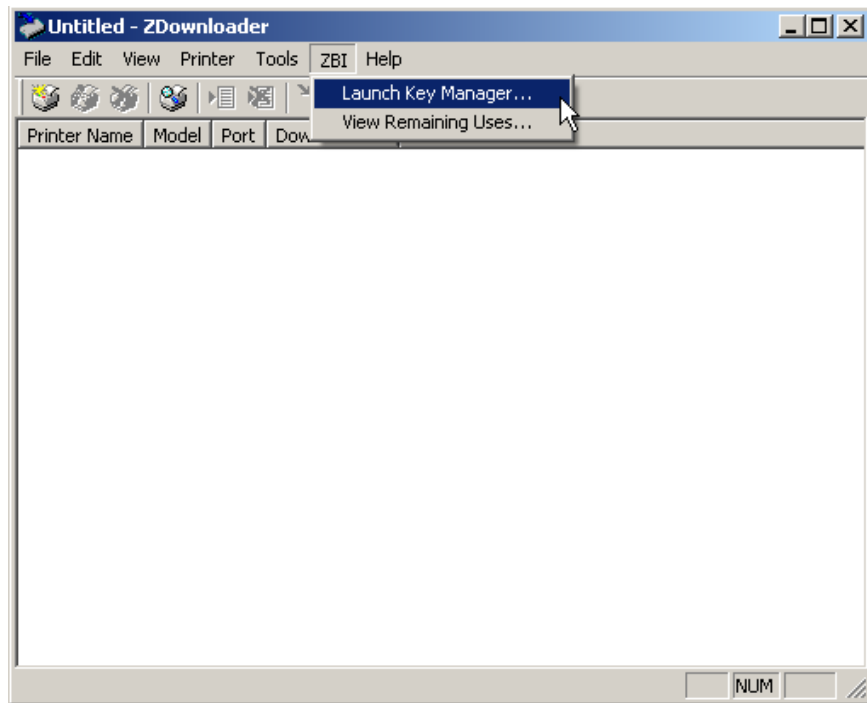 Untitled - ZDownloader
File Edit View Printer Tools ZBI Help
Launch Key Manager...
View Remaining Uses...
Printer Name Model Port
NUM